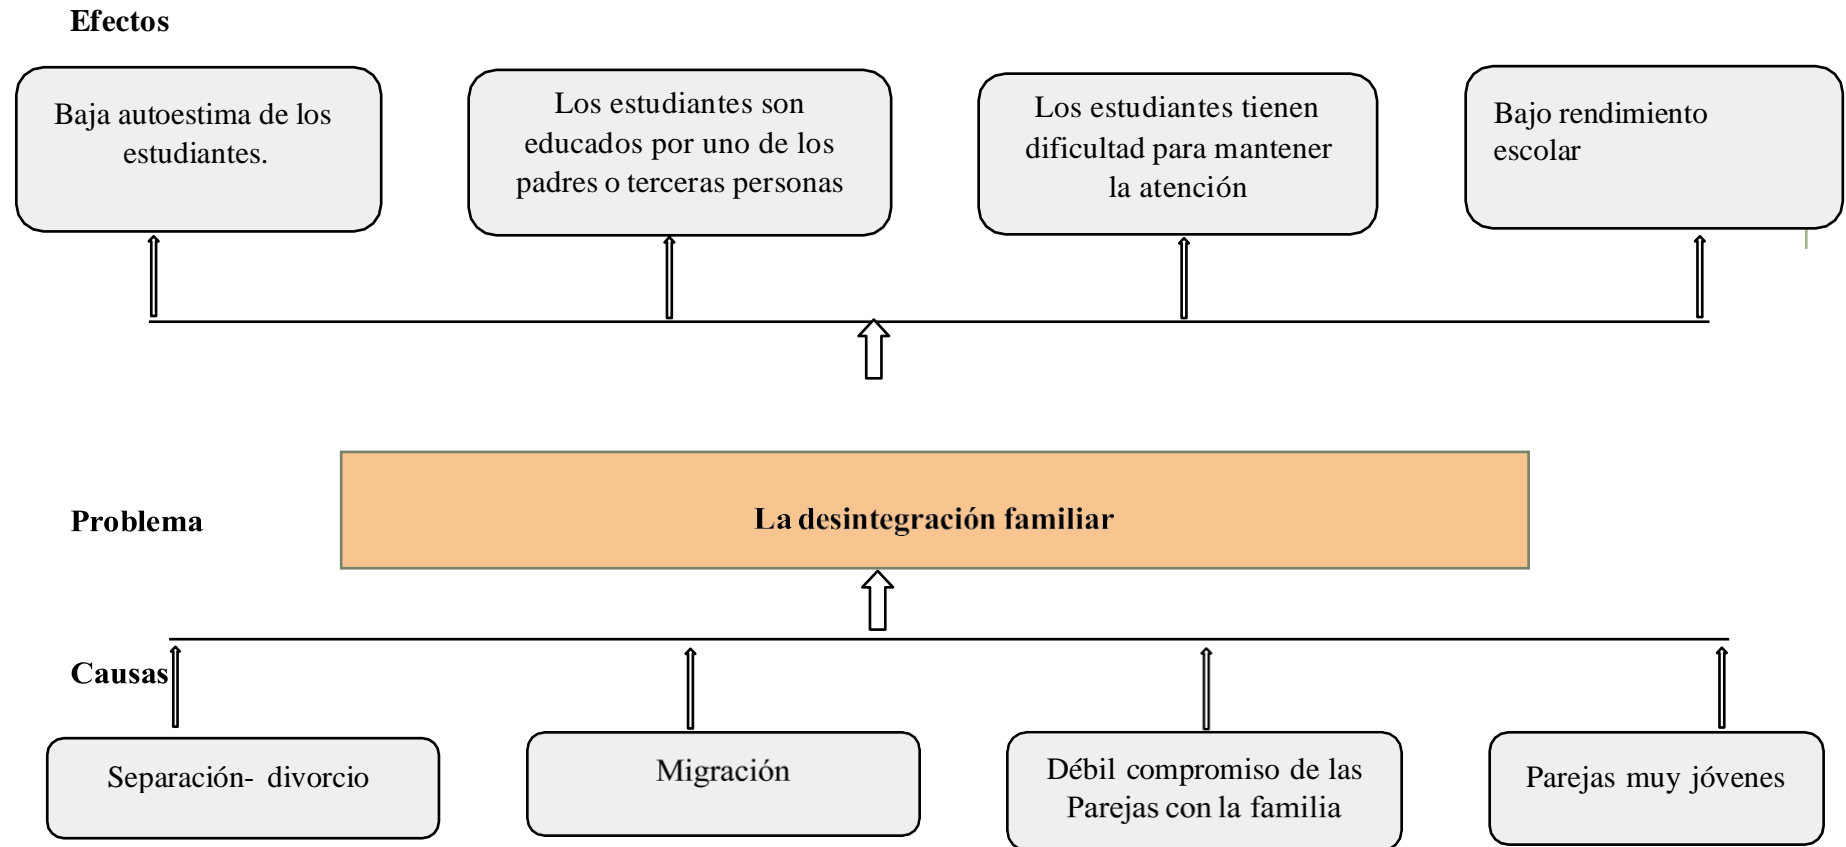 Efectos
Baja autoestima de los
estudiantes.
Los estudiantes son
educados por uno de los
padres o terceras personas
Los estudiantes tienen
dificultad para mantener
la atención
Bajo rendimiento
escolar
Problema
La desintegración familiar
Causas
Separación- divorcio
Migración
Débil compromiso de las
Parejas con la familia
Parejas muy jóvenes